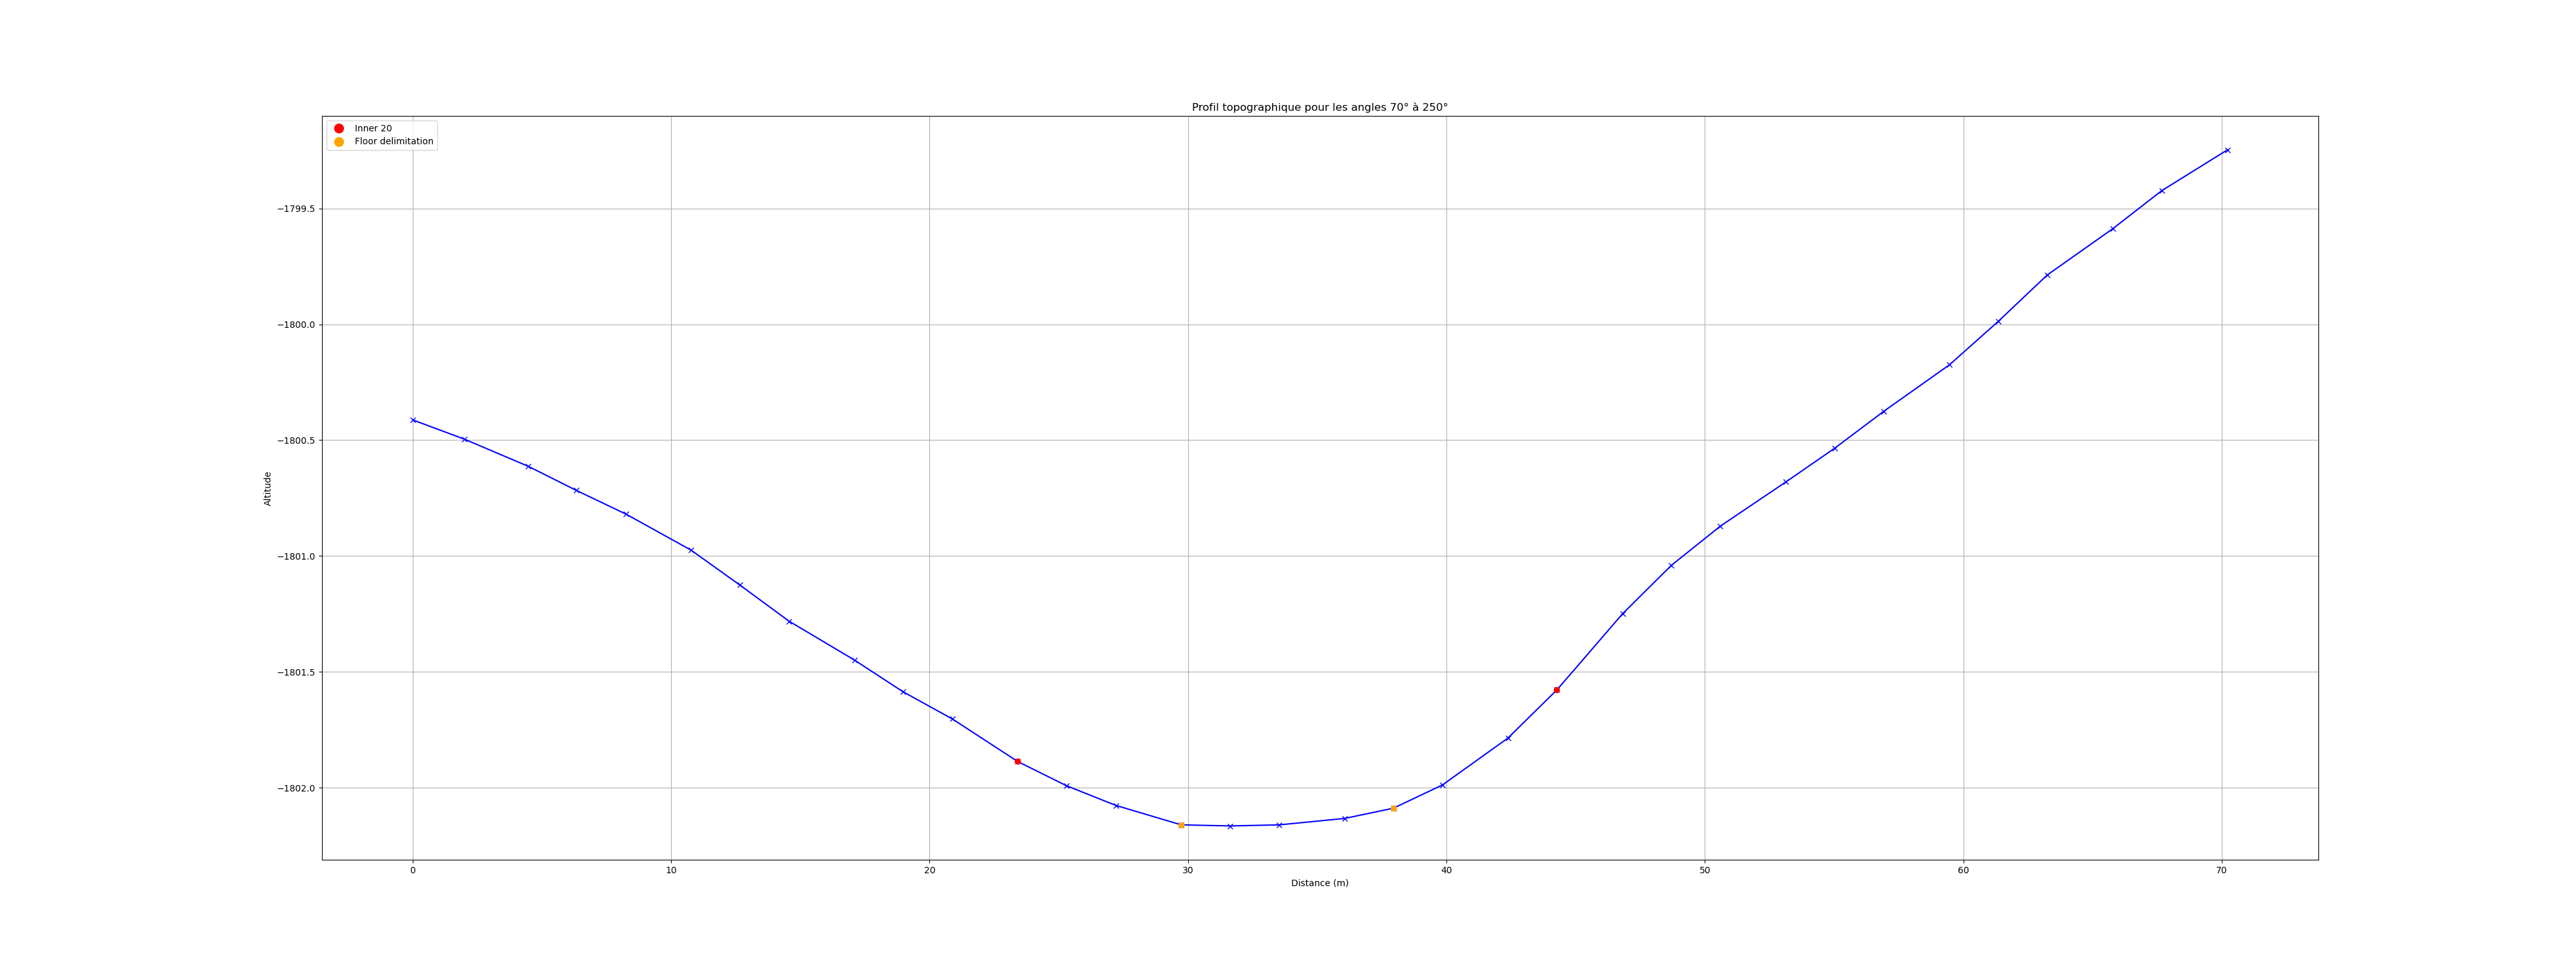 Profil topographique pour les angles 70° à 250°
Inner 20
Floor delimitation
−1799.5
−1800.0
−1800.5
−1801.0
−1801.5
−1802.0
Altitude
0 10 20 30 40 50 60 70
Distance (m)